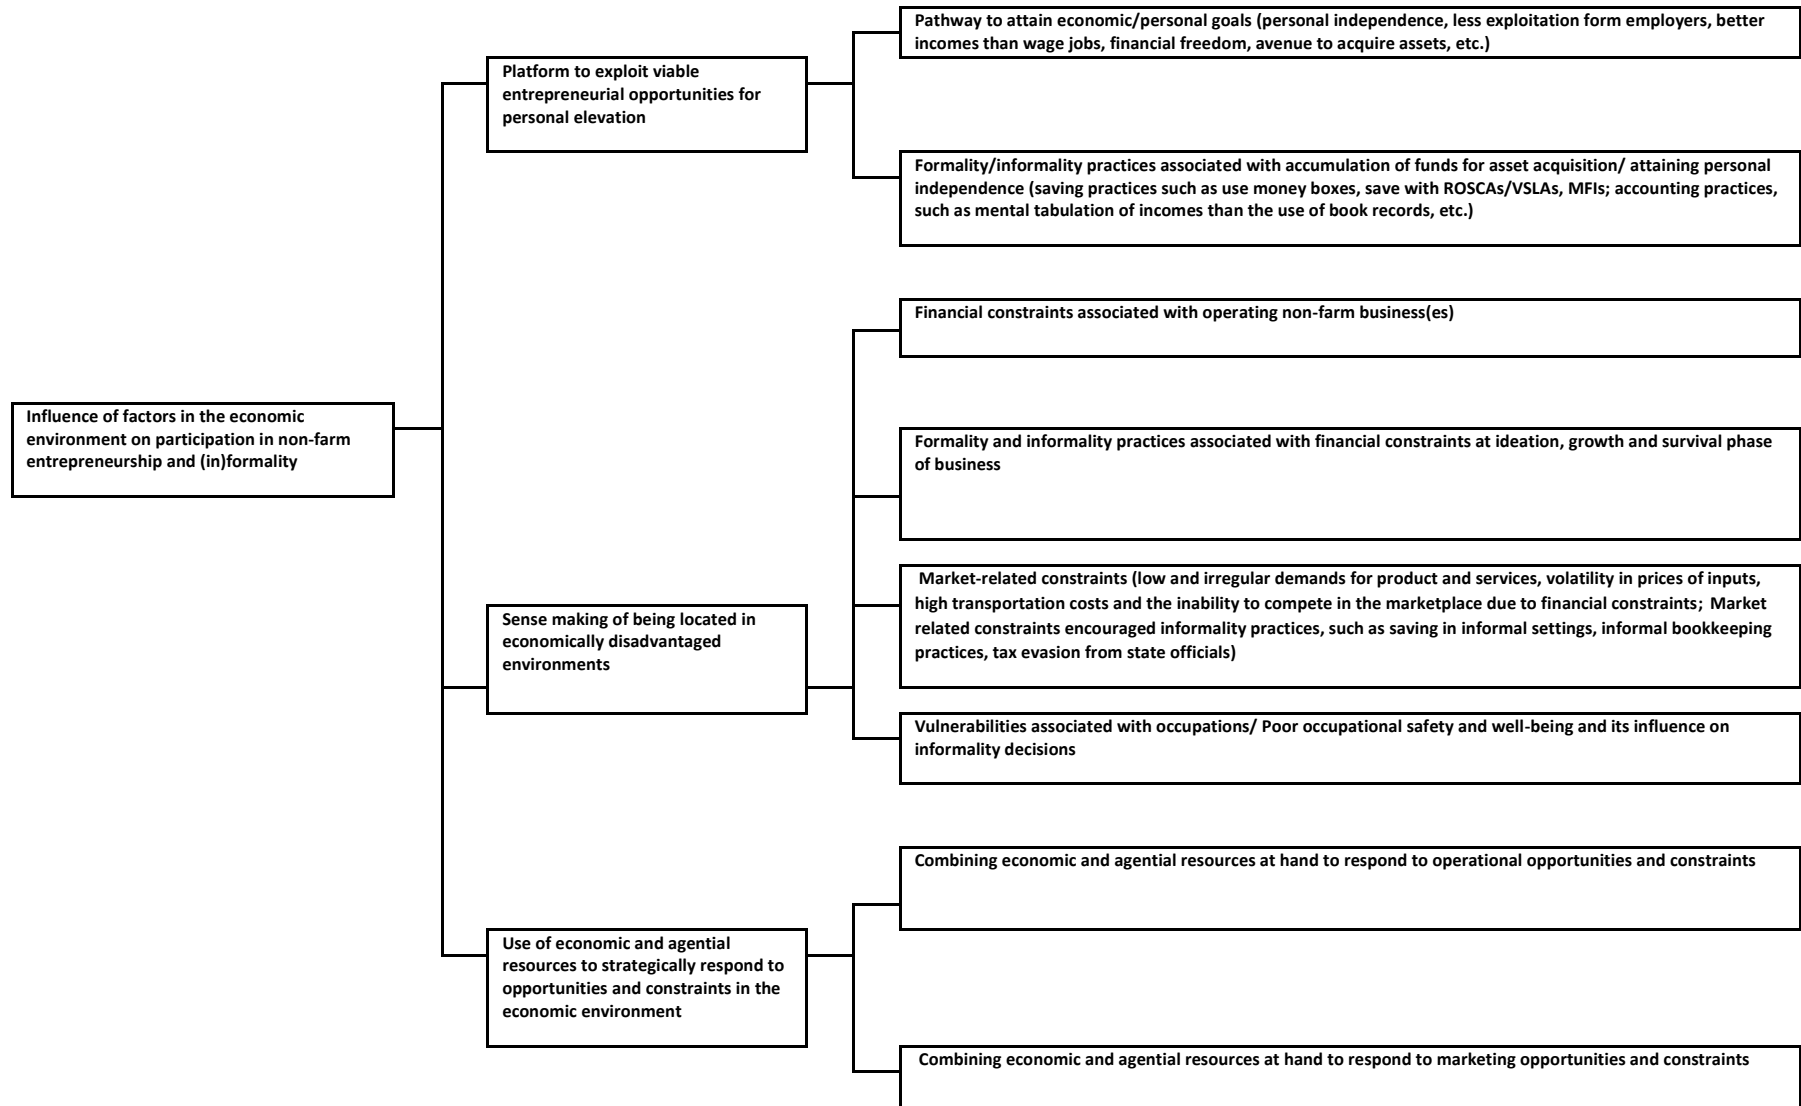 Influence of factors in the economic
environment on participation in non-farm
entrepreneurship and (in)formality
Platform to exploit viable
entrepreneurial opportunities for
personal elevation
Pathway to attain economic/personal goals (personal independence, less exploitation form employers, better
incomes than wage jobs, financial freedom, avenue to acquire assets, etc.)
Formality/informality practices associated with accumulation of funds for asset acquisition/ attaining personal
independence (saving practices such as use money boxes, save with ROSCAs/VSLAs, MFIs; accounting practices,
such as mental tabulation of incomes than the use of book records, etc.)
Sense making of being located in
economically disadvantaged
environments
Financial constraints associated with operating non-farm business(es)
Formality and informality practices associated with financial constraints at ideation, growth and survival phase
of business
Market-related constraints (low and irregular demands for product and services, volatility in prices of inputs,
high transportation costs and the inability to compete in the marketplace due to financial constraints; Market
related constraints encouraged informality practices, such as saving in informal settings, informal bookkeeping
practices, tax evasion from state officials)
Vulnerabilities associated with occupations/ Poor occupational safety and well-being and its influence on
informality decisions
Use of economic and agential
resources to strategically respond to
opportunities and constraints in the
economic environment
Combining economic and agential resources at hand to respond to operational opportunities and constraints
Combining economic and agential resources at hand to respond to marketing opportunities and constraints